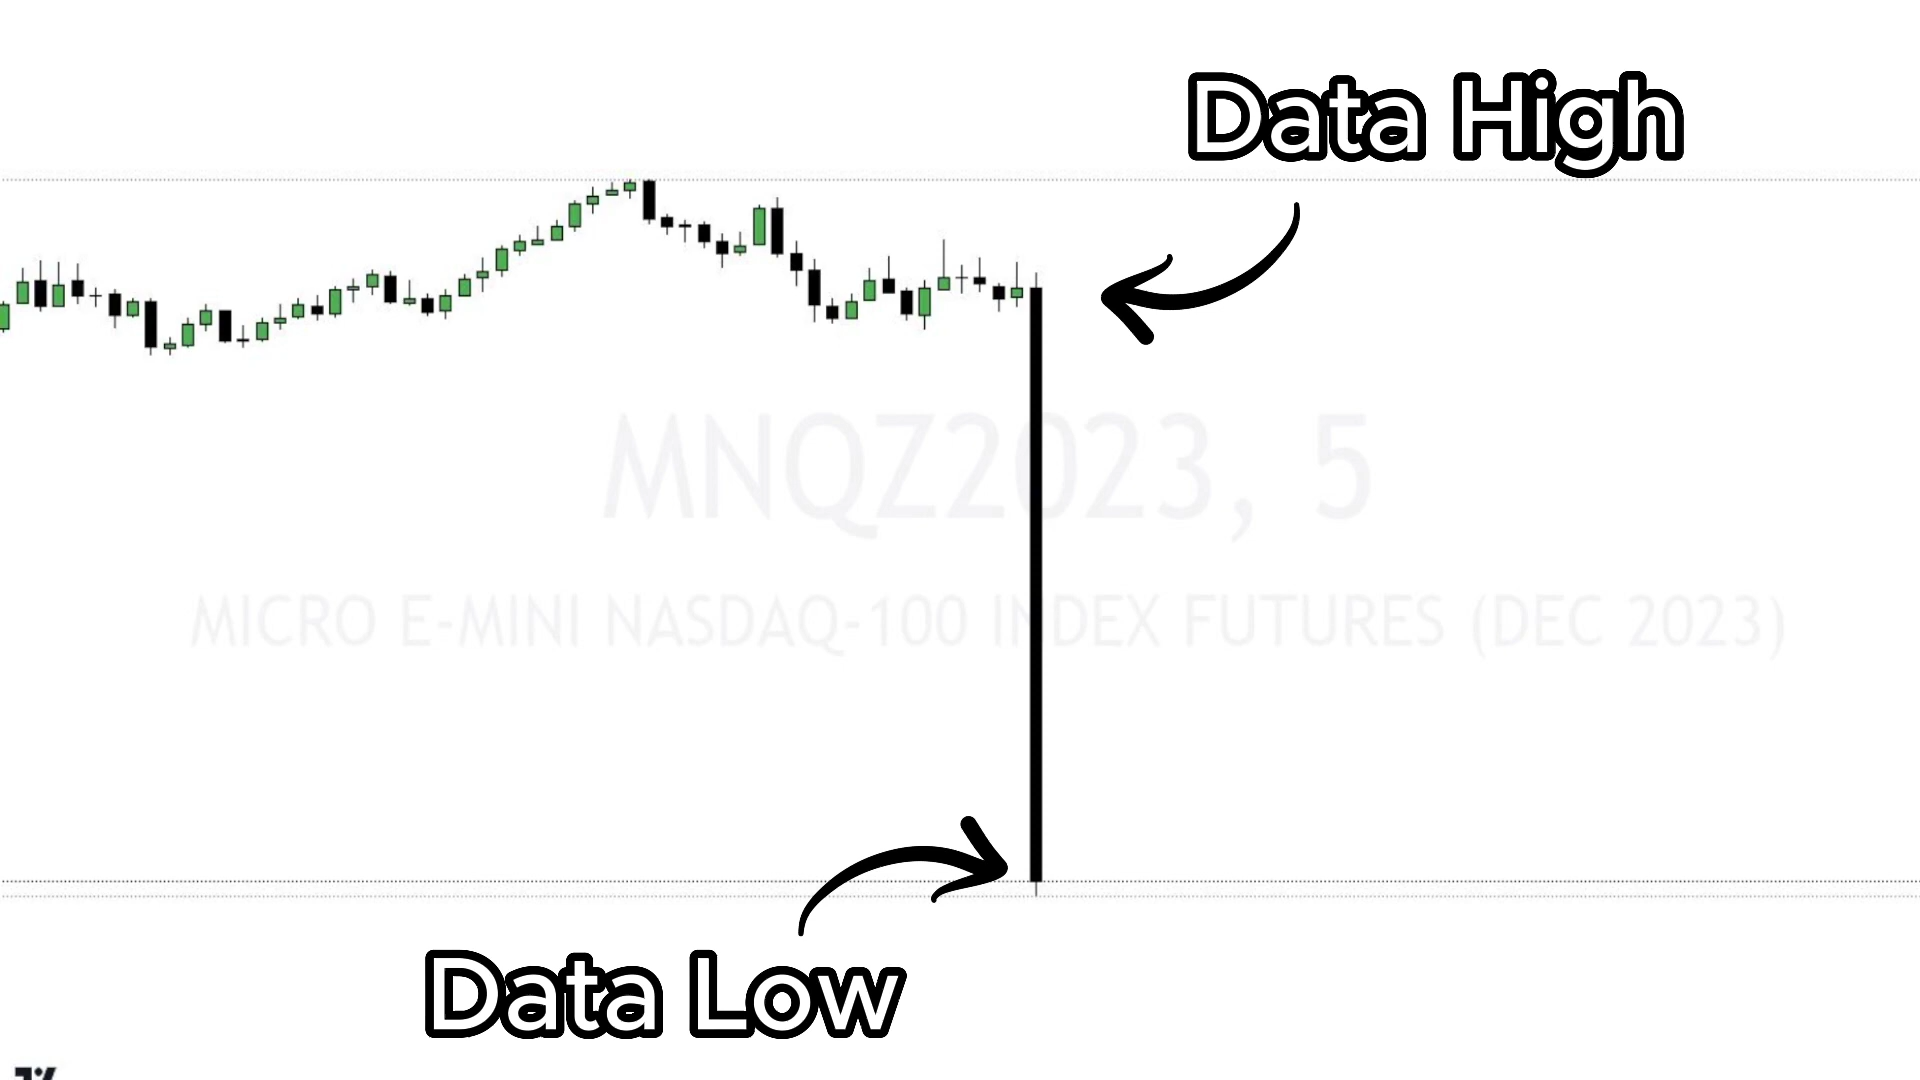 Data High
MNQZ2023, 5
MICRO E-MINI NASDAQ-100 INDEX FUTURES (DEC 2023)
Data Low